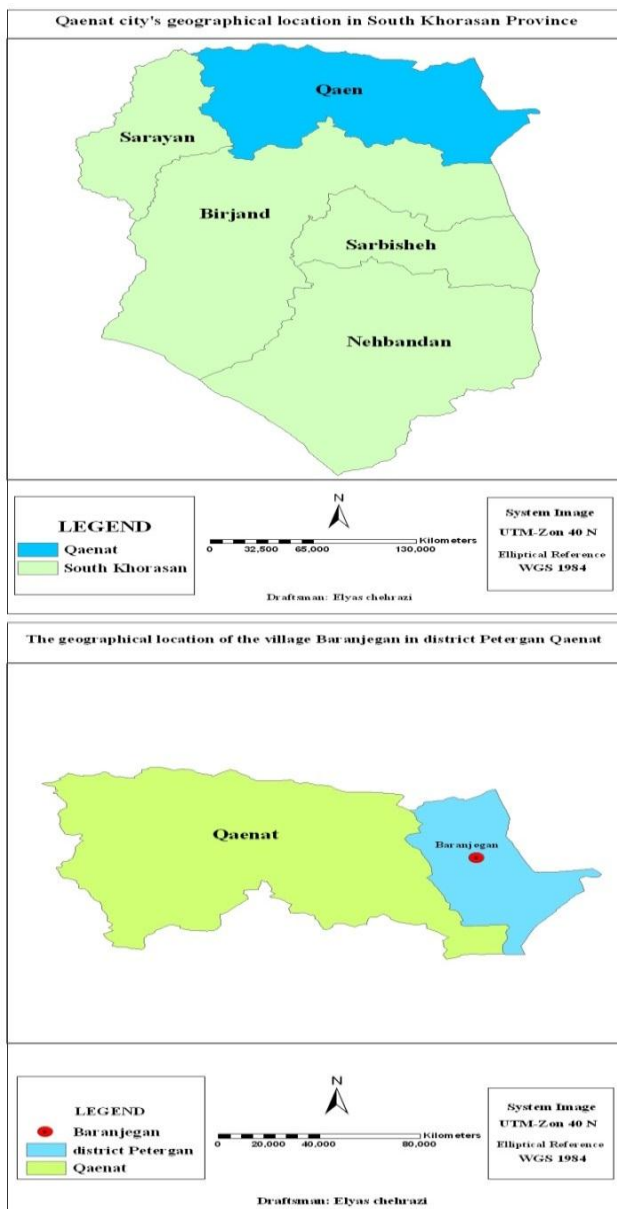 Qaenat city's geographical location in South Khorasan Province
Qaen
Sarayan
Birjand
Sarbisheh
Nehbandan
LEGEND
Qaenat
South Khorasan
N
Kilometers
0 32,500 65,000 130,000
Draftsman: Elyas chehrazi
System Image
UTM-Zon 40 N
Elliptical Reference
WGS 1984
The geographical location of the village Baranjegan in district Petergan Qaenat
Qaenat
Baranjegan
LEGEND
Baranjegan
district Petergan
Qaenat
N
Kilometers
0 20,000 40,000 80,000
Draftsman: Elyas chehrazi
System Image
UTM-Zon 40 N
Elliptical Reference
WGS 1984